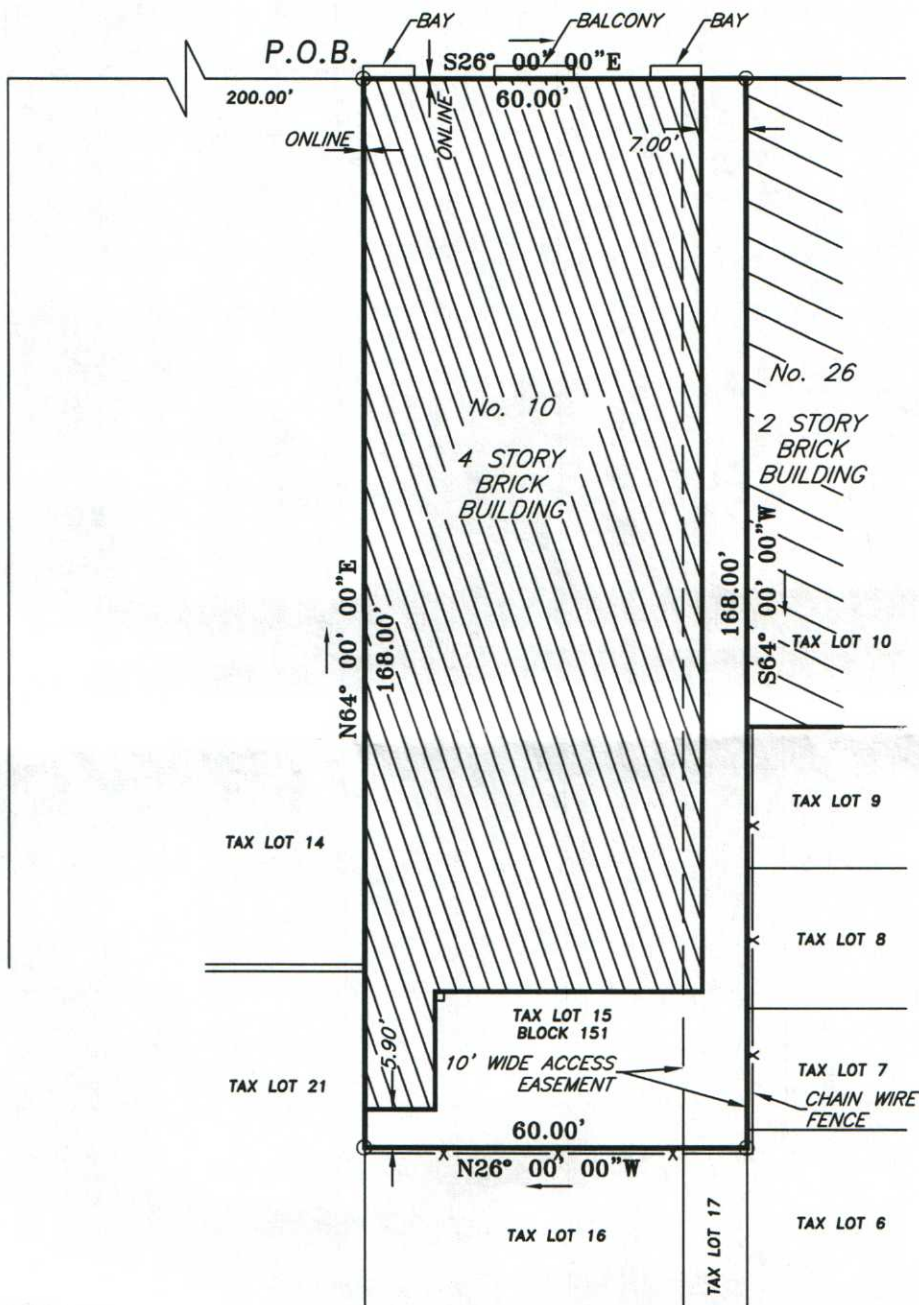 BAY
BALCONY
BAY
P.O.B.
S26° 00' 00"E
200.00'
60.00'
ONLINE
ONLINE
7.00'
No. 10
4 STORY
BRICK
BUILDING
No. 26
2 STORY
BRICK
BUILDING
N64° 00' 00"E
168.00'
168.00'
S64° 00' 00"W
TAX LOT 10
TAX LOT 9
TAX LOT 14
TAX LOT 8
TAX LOT 15
BLOCK 151
5.90'
10' WIDE ACCESS
EASEMENT
TAX LOT 21
TAX LOT 7
CHAIN WIRE
FENCE
60.00'
N26° 00' 00"W
TAX LOT 16
TAX LOT 17
TAX LOT 6